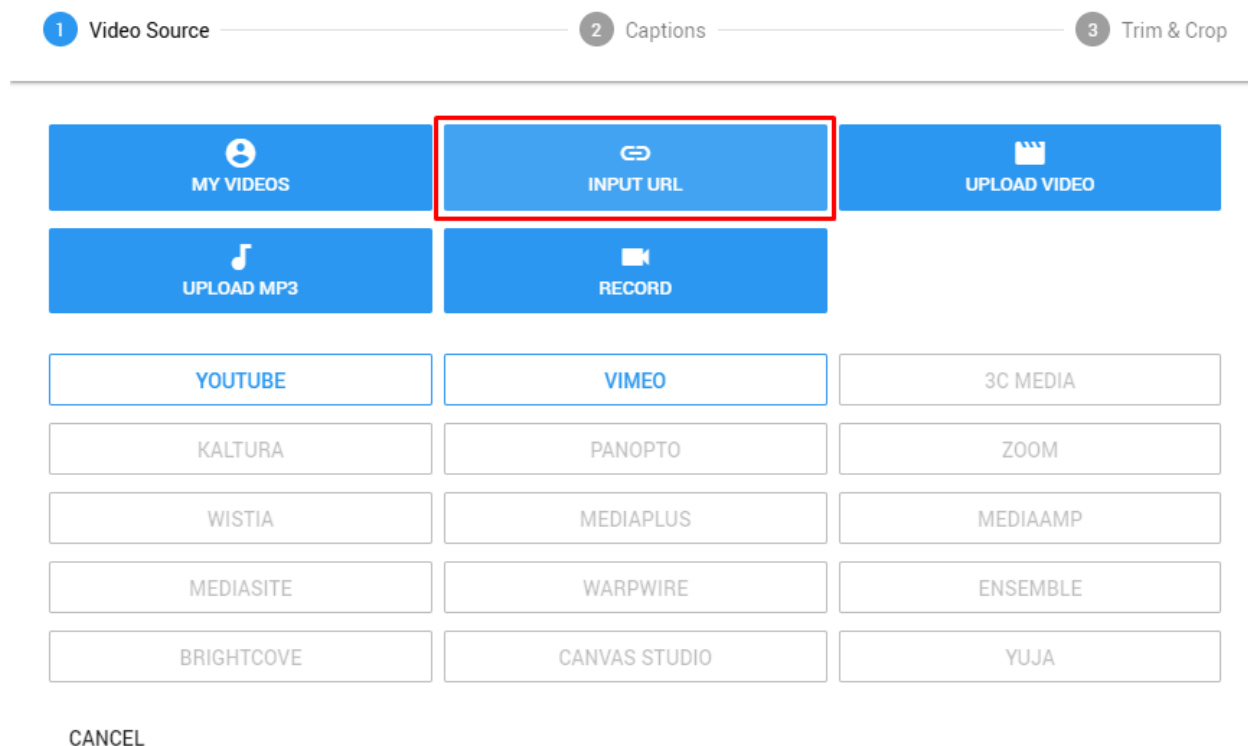 1 Video Source 2 Captions 3 Trim & Crop
MY VIDEOS INPUT URL UPLOAD VIDEO
UPLOAD MP3 RECORD
YOUTUBE VIMEO 3C MEDIA
KALTURA PANOPTO ZOOM
WISTIA MEDIAPLUS MEDIAAMP
MEDIASITE WARPWIRE ENSEMBLE
BRIGHTCOVE CANVAS STUDIO YUJA
CANCEL